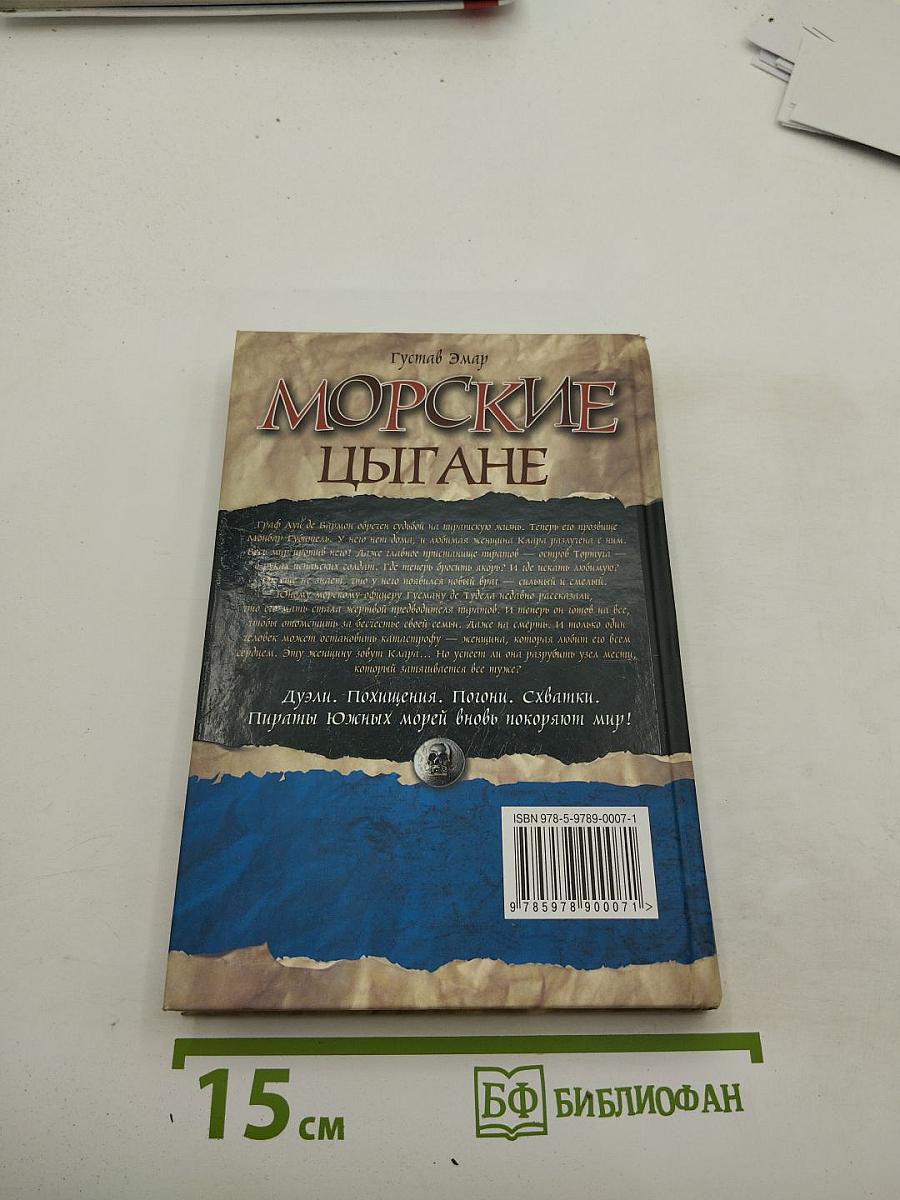 Густав Эмар
МОРСКИЕ
ЦЫГАНЕ
Граф Луи де Бармон обречен судьбой на пиратскую жизнь. Теперь его прозвище
Монбар Губитель. У него нет дома, и любимая женщина Клара разлучена с ним.
Весь мир против него! Даже главное пристанище пиратов — остров Тортуга —
в руках испанских солдат. Где теперь бросить якорь? И где искать любимую?
Он еще не знает, что у него появился новый враг — сильный и смелый.
Юному морскому офицеру Гусману де Тудела недавно рассказали,
что его мать стала жертвой предводителя пиратов. И теперь он готов на все,
чтобы отомстить за бесчестье своей семьи. Даже на смерть. И только один
человек может остановить катастрофу — женщина, которая любит его всем
сердцем. Эту женщину зовут Клара... Но успеет ли она разрубить узел мести,
который затягивается все туже?
Дуэли. Похищения. Погони. Схватки.
Пираты Южных морей вновь покоряют мир!
ISBN 978-5-9789-0007-1
9 785978 900071 >
15 см
БФ БИБЛИОФАН